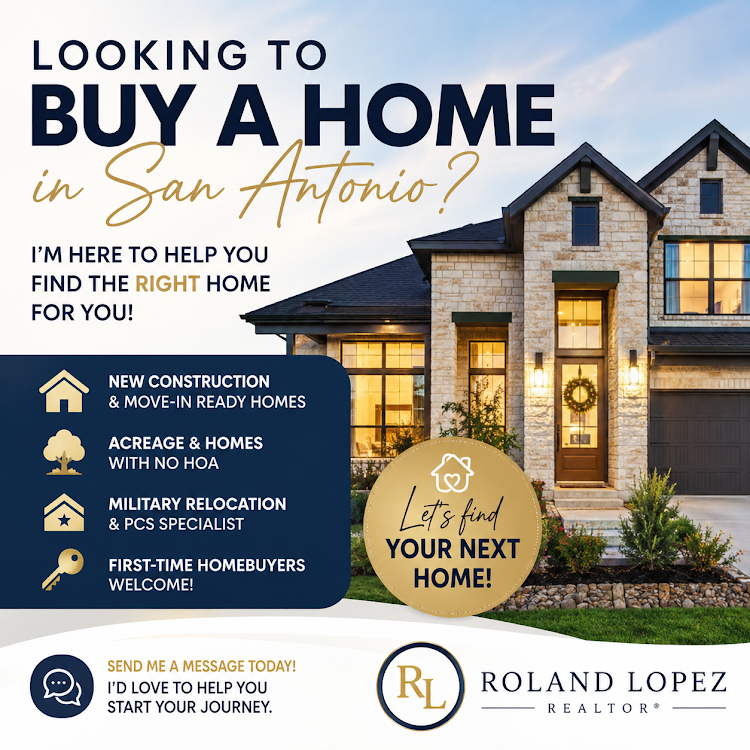 LOOKING TO
BUY A HOME
in San Antonio?
I'M HERE TO HELP YOU
FIND THE RIGHT HOME
FOR YOU!
NEW CONSTRUCTION
& MOVE-IN READY HOMES
ACREAGE & HOMES
WITH NO HOA
MILITARY RELOCATION
& PCS SPECIALIST
FIRST-TIME HOMEBUYERS
WELCOME!
Let's find
YOUR NEXT
HOME!
SEND ME A MESSAGE TODAY!
I'D LOVE TO HELP YOU
START YOUR JOURNEY.
RL
ROLAND LOPEZ
REALTOR®